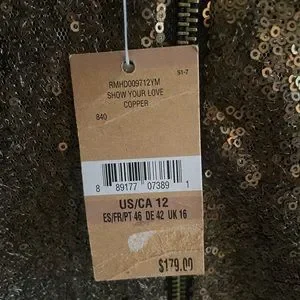 S1-7
RMHD009712YM
SHOW YOUR LOVE
COPPER
840
8 89177 07389 1
US/CA 12
ES/FR/PT 46 DE 42 UK 16
$179.00